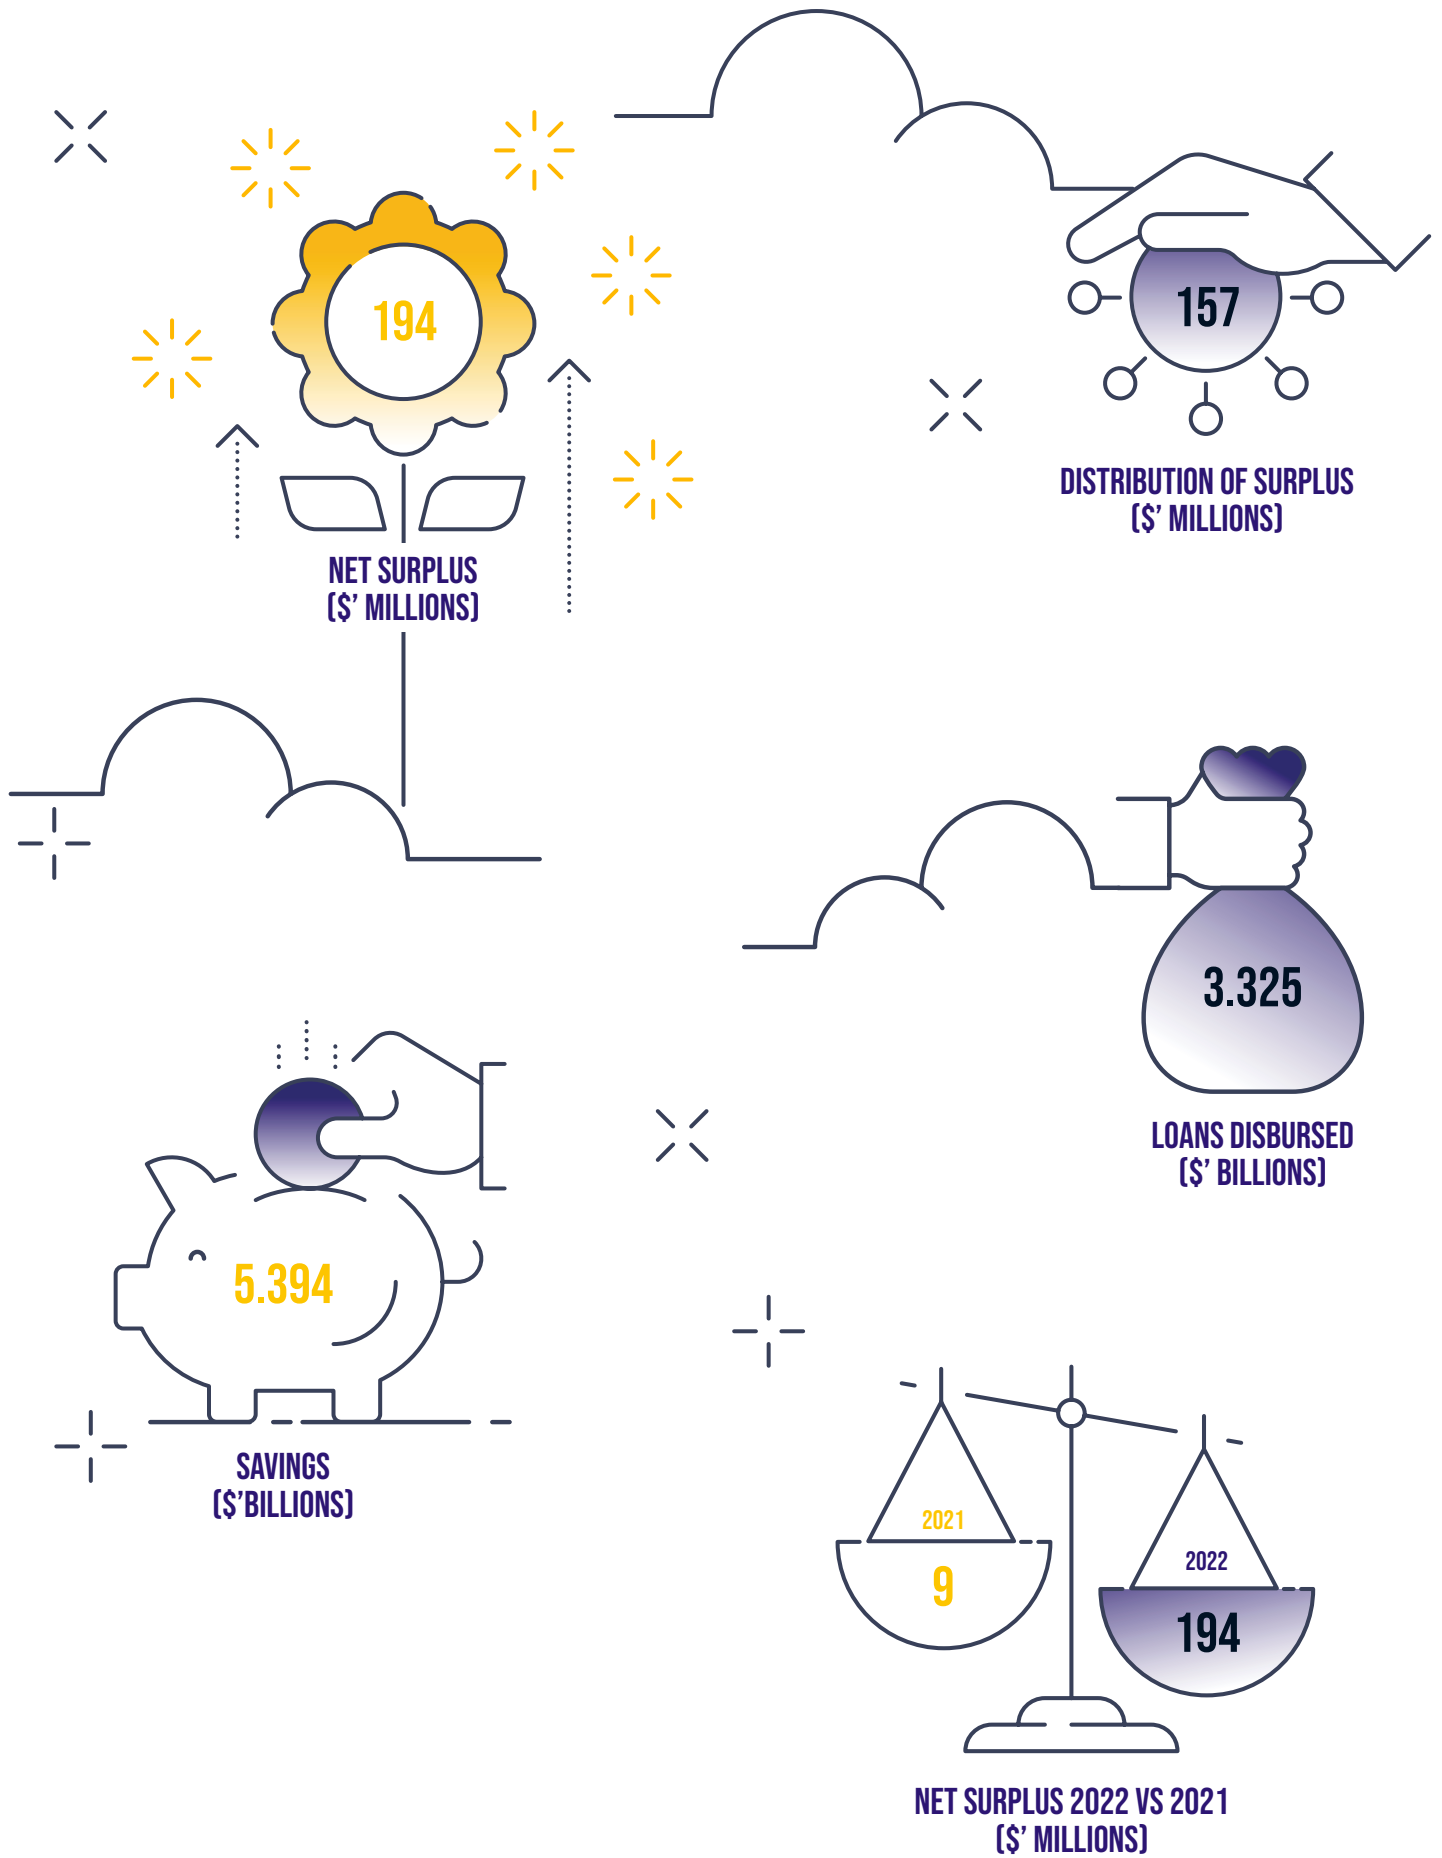 194
NET SURPLUS
($’ MILLIONS)
157
DISTRIBUTION OF SURPLUS
($’ MILLIONS)
3.325
LOANS DISBURSED
($’ BILLIONS)
5.394
SAVINGS
($’BILLIONS)
2021
9
2022
194
NET SURPLUS 2022 VS 2021
($’ MILLIONS)